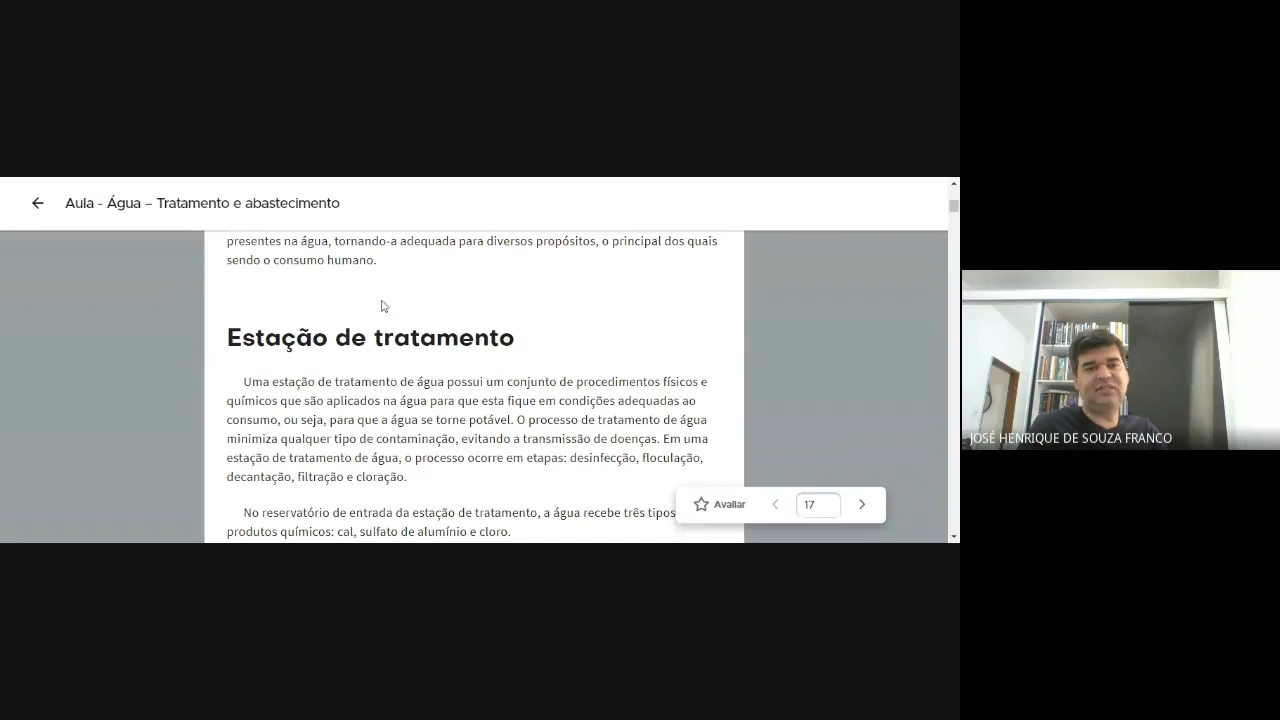 Aula - Água – Tratamento e abastecimento
presentes na água, tornando-a adequada para diversos propósitos, o principal dos quais
sendo o consumo humano.
Estação de tratamento
Uma estação de tratamento de água possui um conjunto de procedimentos físicos e
químicos que são aplicados na água para que esta fique em condições adequadas ao
consumo, ou seja, para que a água se torne potável. O processo de tratamento de água
minimiza qualquer tipo de contaminação, evitando a transmissão de doenças. Em uma
estação de tratamento de água, o processo ocorre em etapas: desinfecção, floculação,
decantação, filtração e cloração.
No reservatório de entrada da estação de tratamento, a água recebe três tipos
produtos químicos: cal, sulfato de alumínio e cloro.
Avaliar
17
JOSÉ HENRIQUE DE SOUZA FRANCO